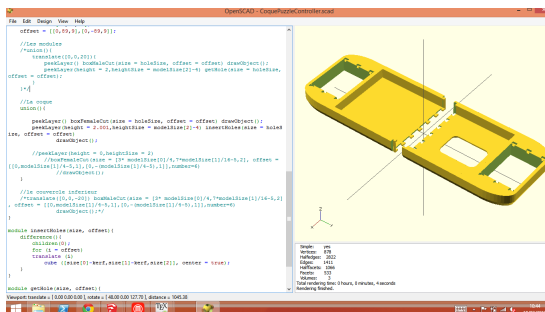 OpenSCAD - CoquePuzzleController.scad
File Edit Design View Help
offset = [[0,89,9],[0,-89,9]];
//Les modules
/*union(){
translate([0,0,20]){
peekLayer() boxMaleCut(size = holeSize, offset = offset) drawObject();
peekLayer(height = 2,heightSize = modelSize[2]-4) getHole(size = holeSize,
offset = offset);
}
}*/
//la coque
union(){
peekLayer() boxFemaleCut(size = holeSize, offset = offset) drawObject();
peekLayer(height = 2.001,heightSize = modelSize[2]-4) insertHoles(size = holeS
ize, offset = offset)
drawObject();
//peekLayer(height = 0,heightSize = 2)
//boxFemaleCut(size = [3* modelSize[0]/4,7*modelSize[1]/16-5,2], offset =
[[0,modelSize[1]/4-5,1],[0,-(modelSize[1]/4-5),1]],number=6)
//drawObject();
}
//le couvercle inferieur
/*translate([0,0,-20]) boxMaleCut(size = [3* modelSize[0]/4,7*modelSize[1]/16-5,2]
, offset = [[0,modelSize[1]/4-5,1],[0,-(modelSize[1]/4-5),1]],number=6)
drawObject();*/
}
module insertHoles(size, offset){
difference(){
children(0);
for (i = offset)
translate (i)
cube ([size[0]-kerf,size[1]-kerf,size[2]], center = true);
}
}
module getHole(size, offset){
Simple: yes
Vertices: 878
Halfedges: 2822
Edges: 1411
Halffacets: 1066
Facets: 533
Volumes: 3
Total rendering time: 0 hours, 0 minutes, 4 seconds
Rendering finished.
Viewport: translate = [ 0.00 0.00 0.00 ], rotate = [ 48.00 0.00 127.70 ], distance = 1045.38